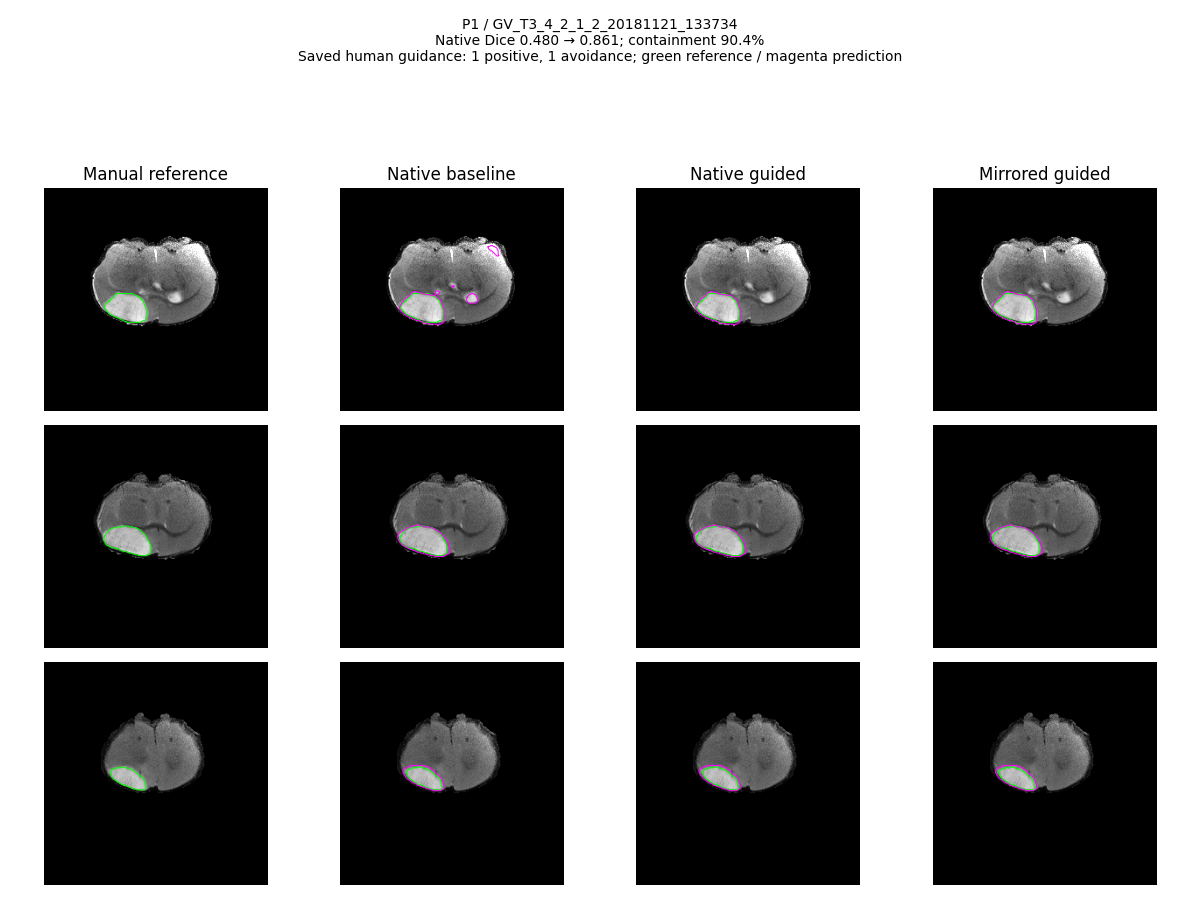 P1 / GV_T3_4_2_1_2_20181121_133734
Native Dice 0.480 → 0.861; containment 90.4%
Saved human guidance: 1 positive, 1 avoidance; green reference / magenta prediction
Manual reference
Native baseline
Native guided
Mirrored guided